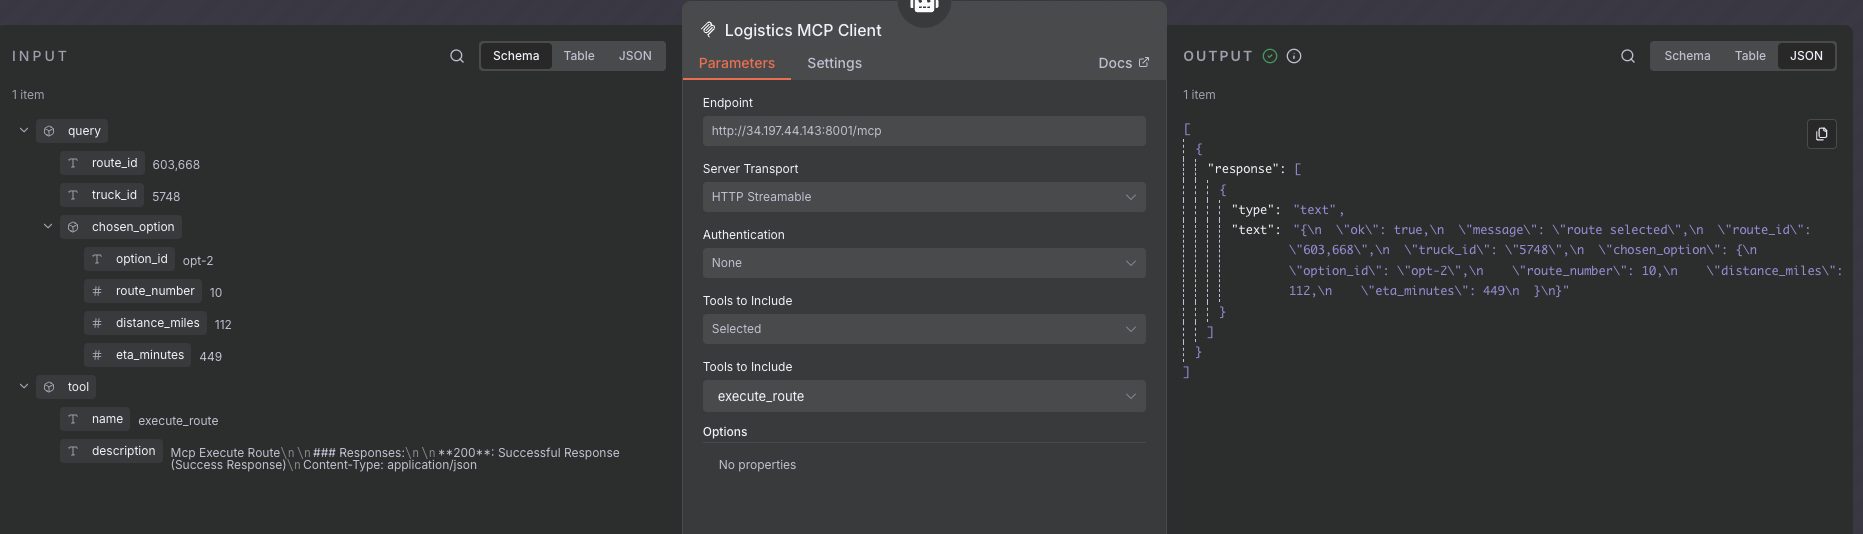 INPUT
Schema
Table
JSON
1 item
query
route_id 603,668
truck_id 5748
chosen_option
option_id opt-2
route_number 10
distance_miles 112
eta_minutes 449
tool
name execute_route
description Mcp Execute Route\n\n### Responses:\n\n**200**: Successful Response
(Success Response)\nContent-Type: application/json
Logistics MCP Client
Parameters
Settings
Docs
Endpoint
http://34.197.44.143:8001/mcp
Server Transport
HTTP Streamable
Authentication
None
Tools to Include
Selected
Tools to Include
execute_route
Options
No properties
OUTPUT
Schema
Table
JSON
1 item
[
{
"response": [
{
"type": "text",
"text": "{\n  \"ok\": true,\n  \"message\": \"route selected\",\n  \"route_id\":
\"603,668\",\n  \"truck_id\": \"5748\",\n  \"chosen_option\": {\n
\"option_id\": \"opt-2\",\n    \"route_number\": 10,\n    \"distance_miles\":
112,\n    \"eta_minutes\": 449\n  }\n}"
}
]
}
]